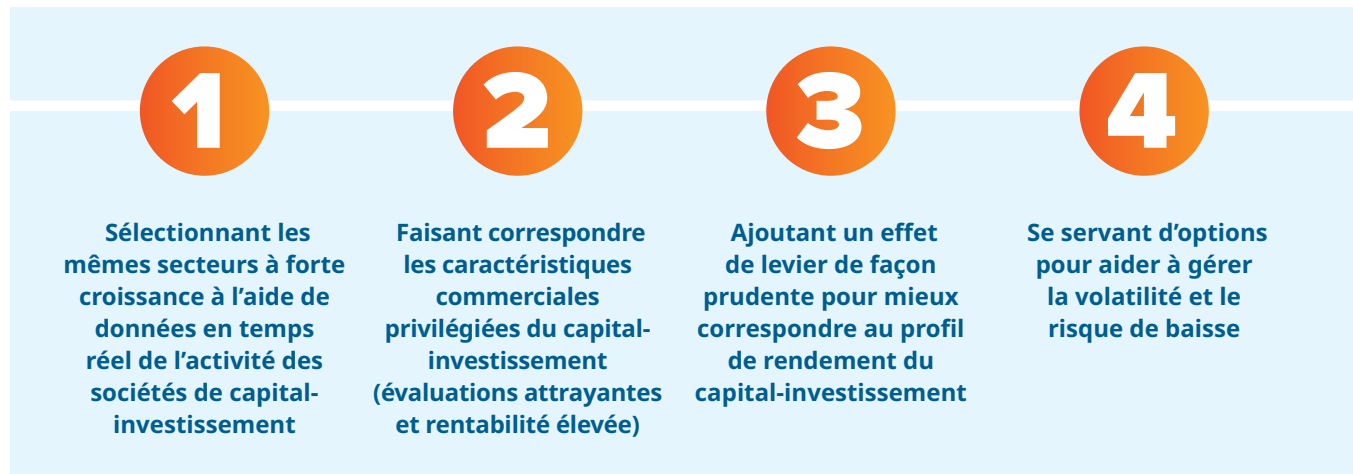 1
Sélectionnant les
mêmes secteurs à forte
croissance à l’aide de
données en temps
réel de l’activité des
sociétés de capital-
investissement
2
Faisant correspondre
les caractéristiques
commerciales
privilégiées du capital-
investissement
(évaluations attrayantes
et rentabilité élevée)
3
Ajoutant un effet
de levier de façon
prudente pour mieux
correspondre au profil
de rendement du
capital-investissement
4
Se servant d’options
pour aider à gérer
la volatilité et le
risque de baisse